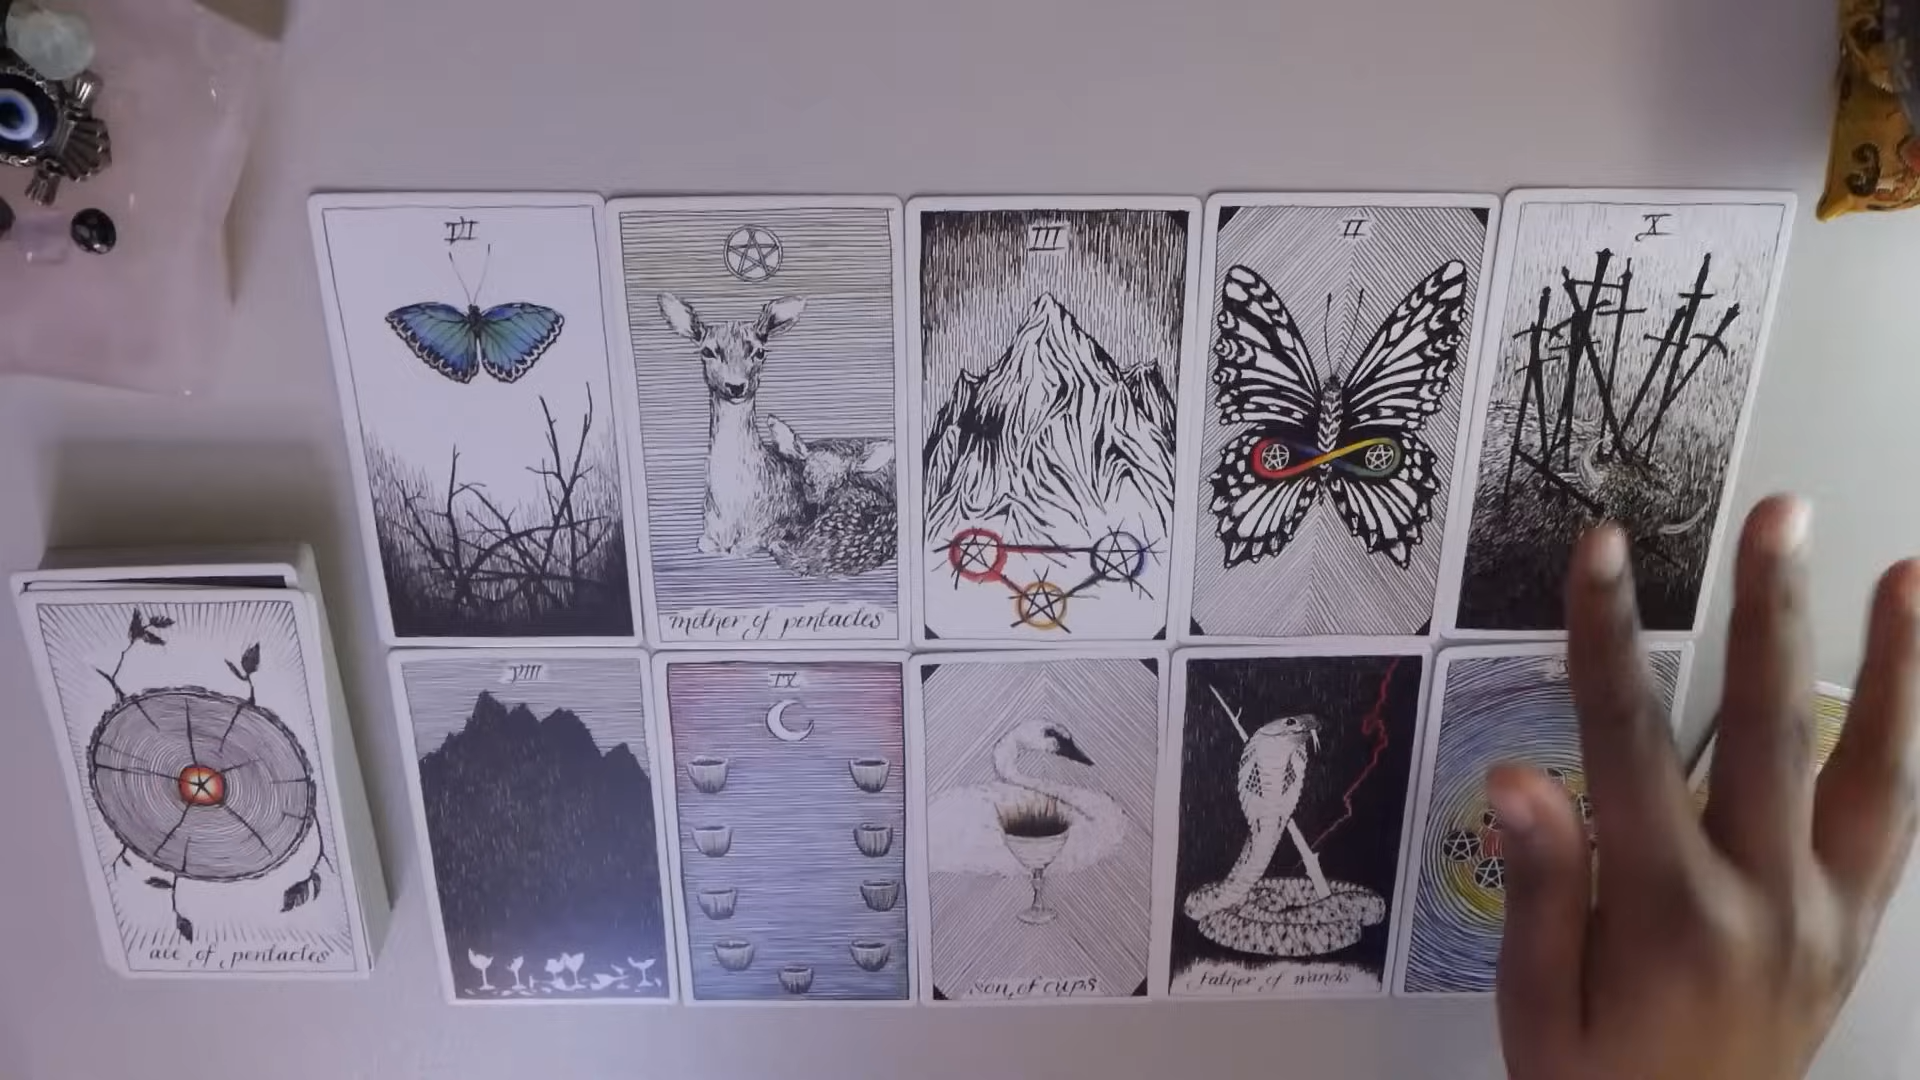 VI
mother of pentacles
III
II
X
ace of pentacles
VIII
IX
son of cups
father of wands